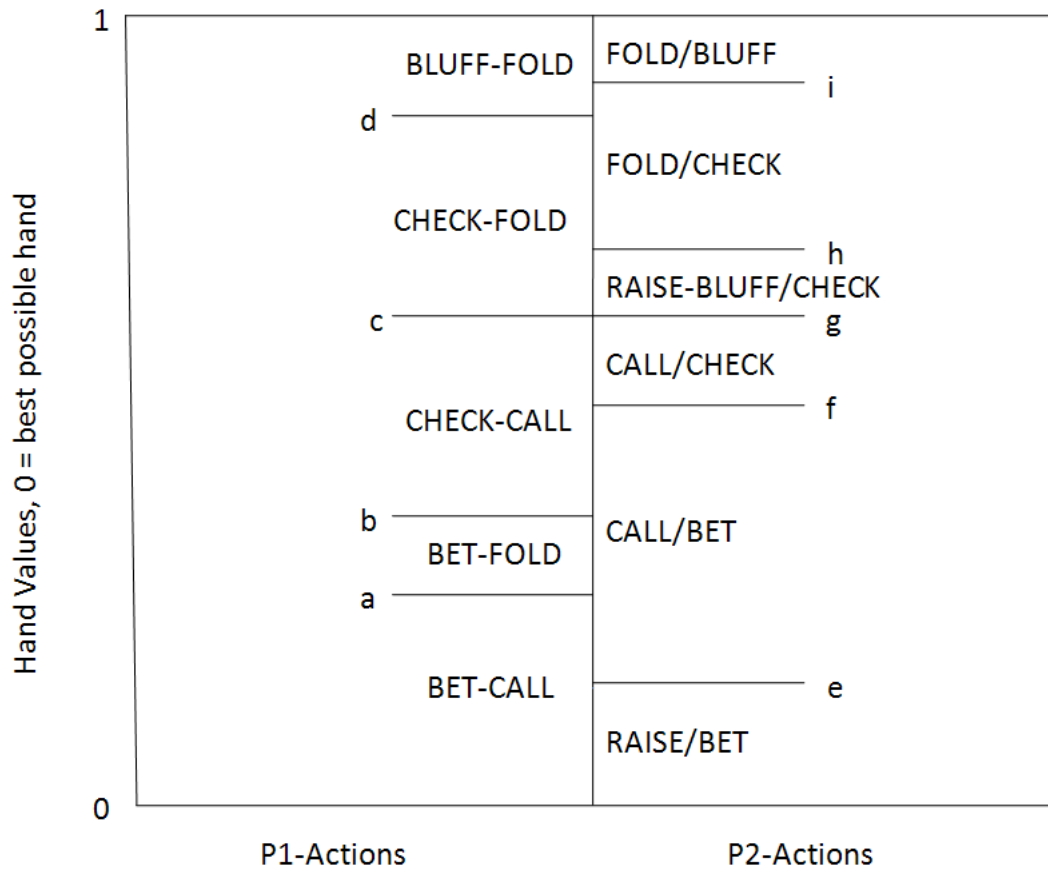 1
BLUFF-FOLD
FOLD/BLUFF
i
d
FOLD/CHECK
CHECK-FOLD
h
RAISE-BLUFF/CHECK
c
g
CALL/CHECK
f
CHECK-CALL
b
CALL/BET
BET-FOLD
a
BET-CALL
e
RAISE/BET
0
Hand Values, 0 = best possible hand
P1-Actions
P2-Actions